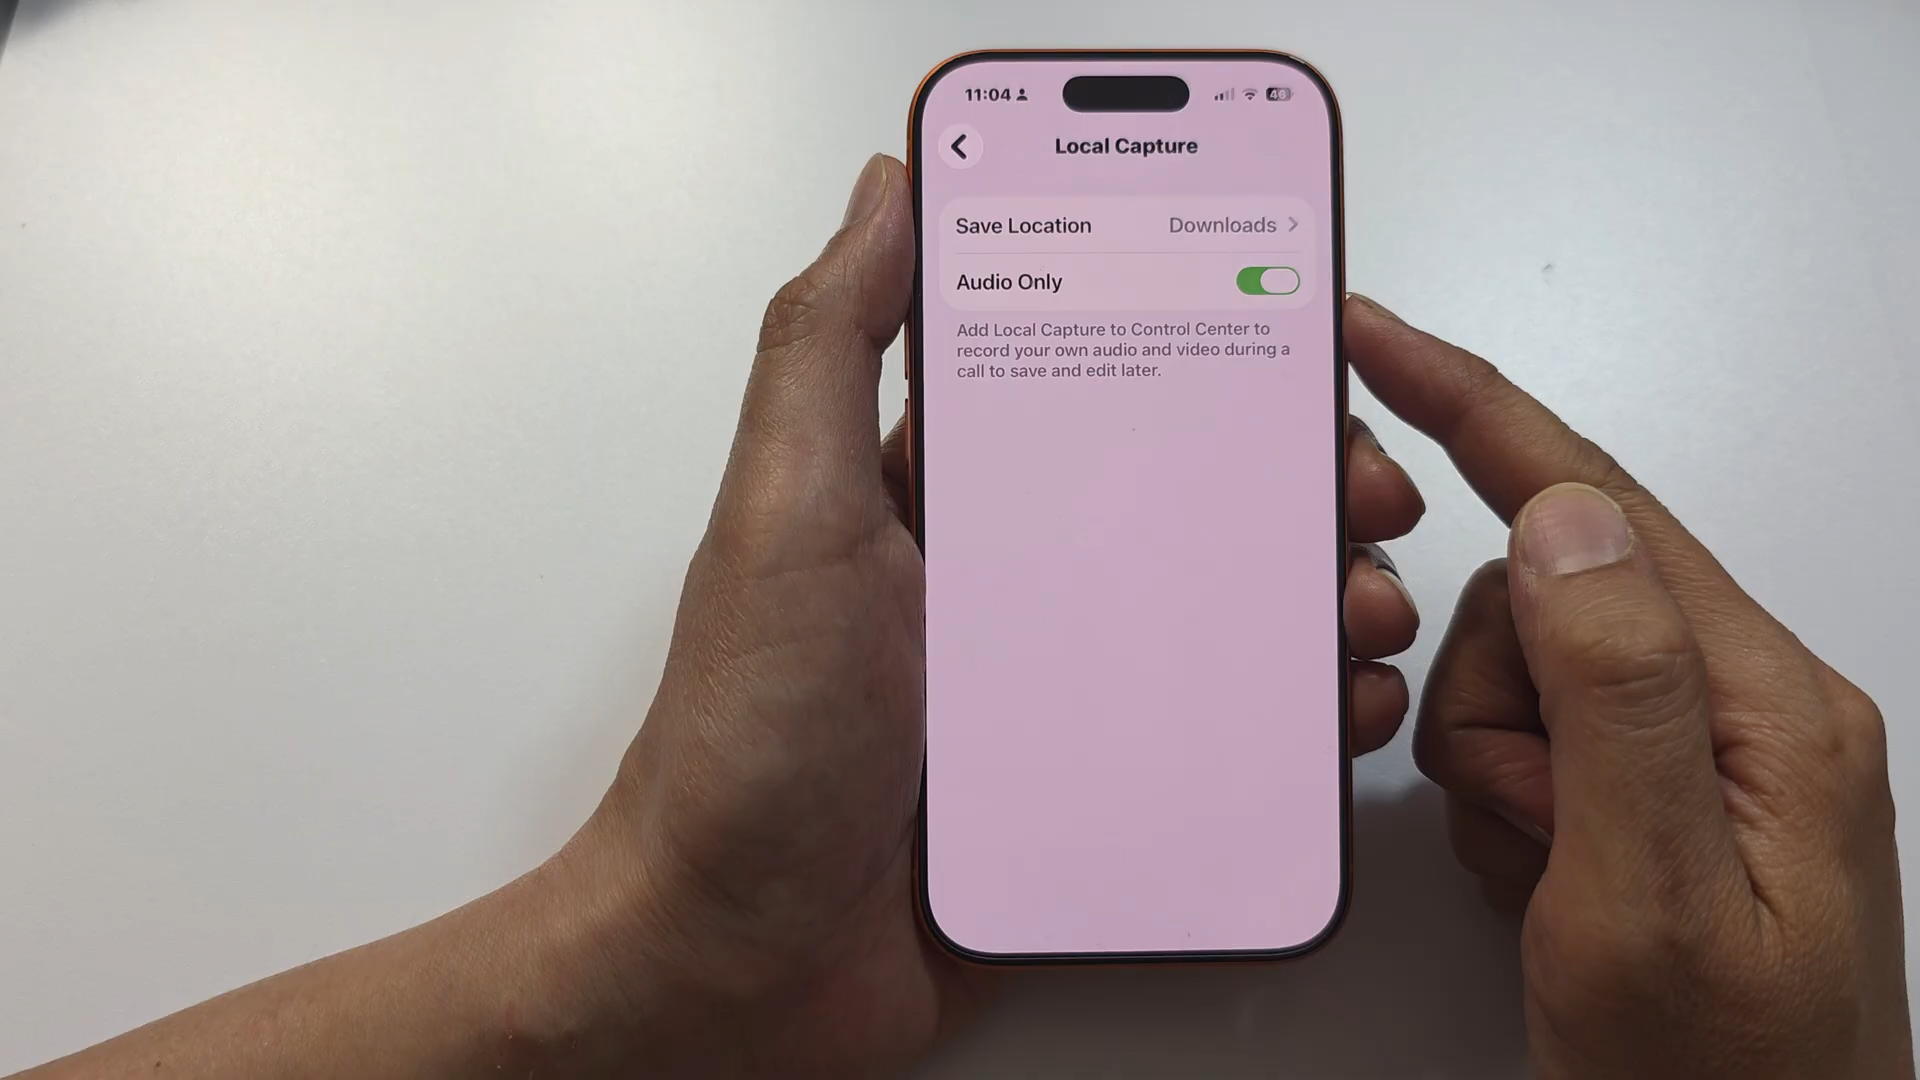 11:04
46
Local Capture
Save Location Downloads
Audio Only
Add Local Capture to Control Center to
record your own audio and video during a
call to save and edit later.